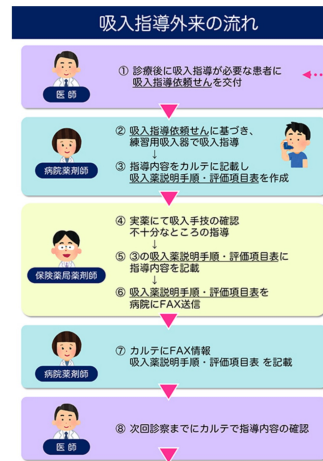 吸入指導外来の流れ
① 診療後に吸入指導が必要な患者に
吸入指導依頼せんを交付
医 師
② 吸入指導依頼せんに基づき、
練習用吸入器で吸入指導
↓
③ 指導内容をカルテに記載し
吸入薬説明手順・評価項目表を作成
病院薬剤師
④ 実薬にて吸入手技の確認
不十分なところの指導
↓
⑤ ③の吸入薬説明手順・評価項目表に
指導内容を記載
↓
⑥ 吸入薬説明手順・評価項目表を
病院にFAX送信
保険薬局薬剤師
⑦ カルテにFAX情報
吸入薬説明手順・評価項目表 を記載
病院薬剤師
⑧ 次回診察までにカルテで指導内容の確認
医 師